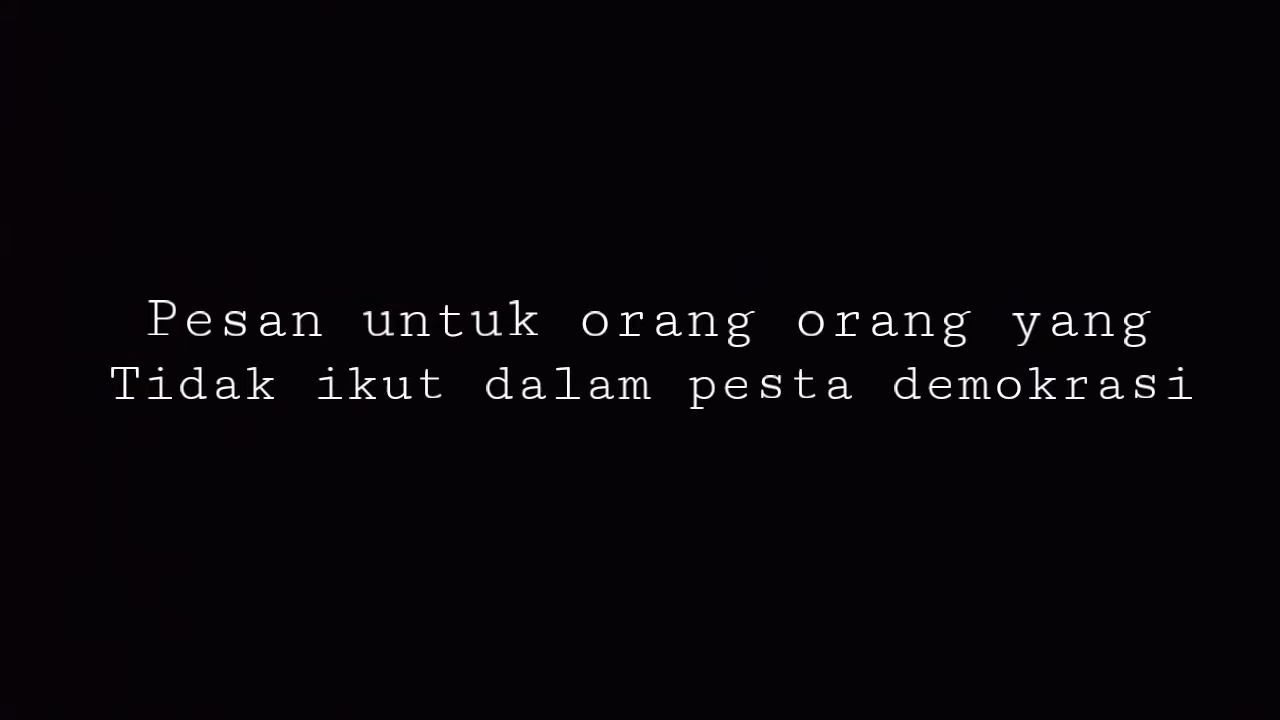 Pesan untuk orang orang yang
Tidak ikut dalam pesta demokrasi